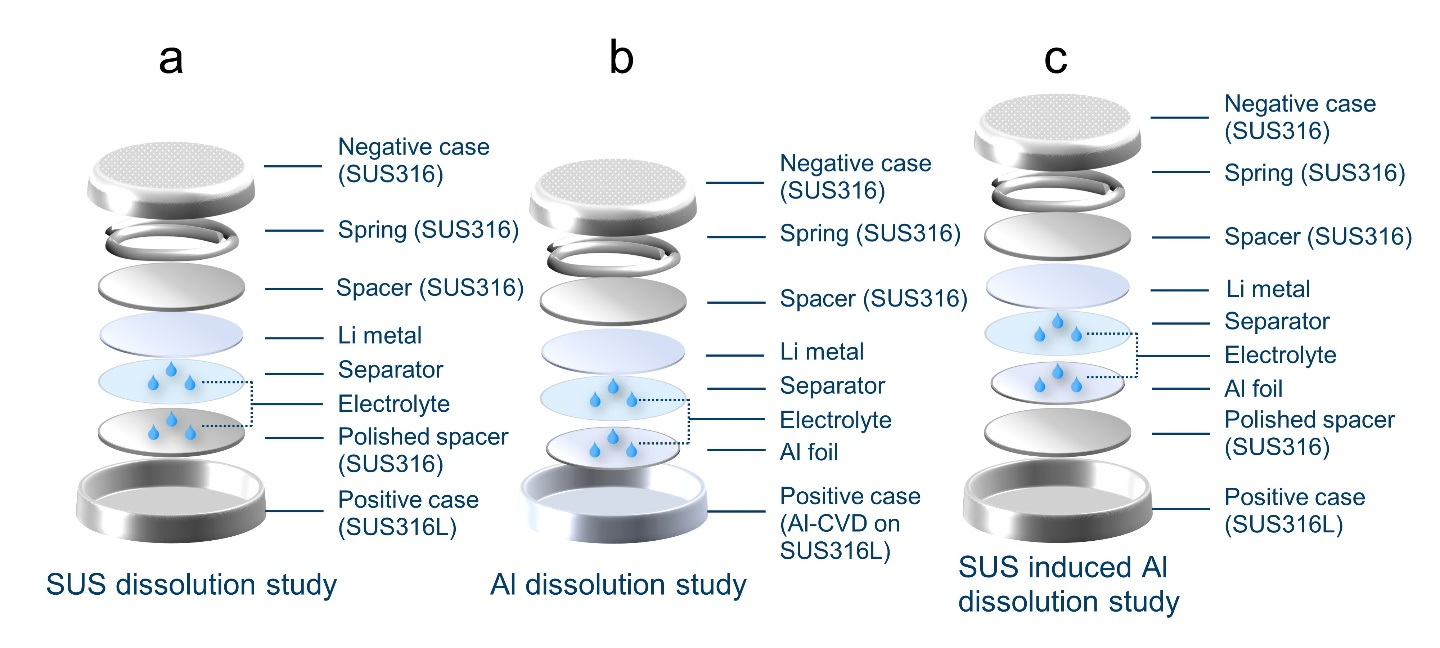 a
Negative case
(SUS316)
Spring (SUS316)
Spacer (SUS316)
Li metal
Separator
Electrolyte
Polished spacer
(SUS316)
Positive case
(SUS316L)
SUS dissolution study
b
Negative case
(SUS316)
Spring (SUS316)
Spacer (SUS316)
Li metal
Separator
Electrolyte
Al foil
Positive case
(Al-CVD on
SUS316L)
Al dissolution study
c
Negative case
(SUS316)
Spring (SUS316)
Spacer (SUS316)
Li metal
Separator
Electrolyte
Al foil
Polished spacer
(SUS316)
Positive case
(SUS316L)
SUS induced Al
dissolution study